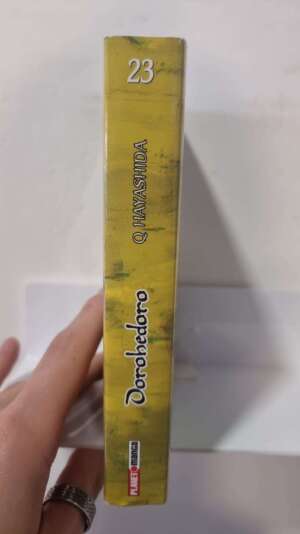 23
Q HAYASHIDA
Dorohedoro
PLANET manga